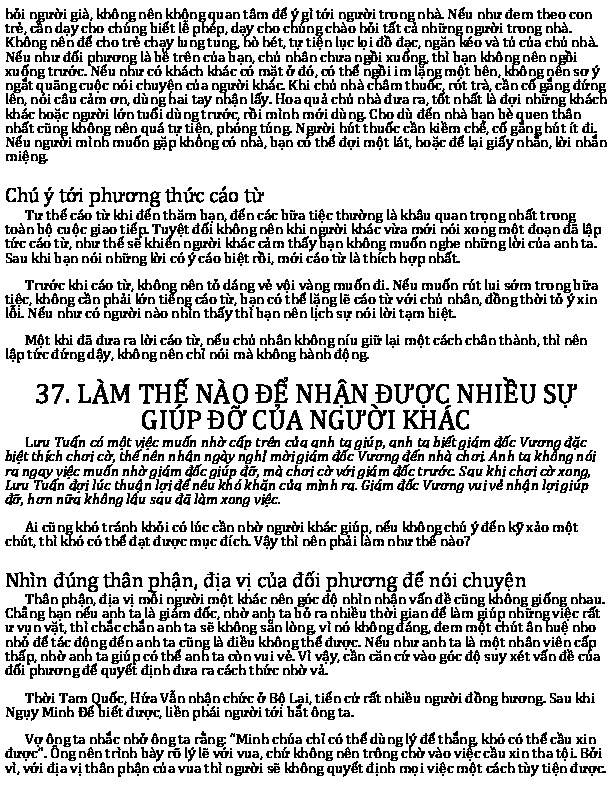 hỏi người già, không nên không quan tâm để ý gì tới người trong nhà. Nếu như đem theo con
trẻ, cần dạy cho chúng biết lễ phép, dạy cho chúng chào hỏi tất cả những người trong nhà.
Không nên để cho trẻ chạy lung tung, hò hét, tự tiện lục lọi đồ đạc, ngăn kéo và tủ của chủ nhà.
Nếu như đối phương là bề trên của bạn, chủ nhân chưa ngồi xuống, thì bạn không nên ngồi
xuống trước. Nếu như có khách khác có mặt ở đó, có thể ngồi im lặng một bên, không nên sơ ý
ngắt quãng cuộc nói chuyện của người khác. Khi chủ nhà châm thuốc, rót trà, cần cố gắng đứng
lên, nói câu cảm ơn, dùng hai tay nhận lấy. Hoa quả chủ nhà đưa ra, tốt nhất là đợi những khách
khác hoặc người lớn tuổi dùng trước, rồi mình mới dùng. Cho dù đến nhà bạn bè quen thân
nhất cũng không nên quá tự tiện, phóng túng. Người hút thuốc cần kiềm chế, cố gắng hút ít đi.
Nếu người mình muốn gặp không có nhà, bạn có thể đợi một lát, hoặc để lại giấy nhắn, lời nhắn
miệng.
Chú ý tới phương thức cáo từ
Tư thế cáo từ khi đến thăm bạn, đến các bữa tiệc thường là khâu quan trọng nhất trong
toàn bộ cuộc giao tiếp. Tuyệt đối không nên khi người khác vừa mới nói xong một đoạn đã lập
tức cáo từ, như thế sẽ khiến người khác cảm thấy bạn không muốn nghe những lời của anh ta.
Sau khi bạn nói những lời có ý cáo biệt rồi, mới cáo từ là thích hợp nhất.
Trước khi cáo từ, không nên tỏ dáng vẻ vội vàng muốn đi. Nếu muốn rút lui sớm trong bữa
tiệc, không cần phải lớn tiếng cáo từ, bạn có thể lặng lẽ cáo từ với chủ nhân, đồng thời tỏ ý xin
lỗi. Nếu như có người nào nhìn thấy thì bạn nên lịch sự nói lời tạm biệt.
Một khi đã đưa ra lời cáo từ, nếu chủ nhân không níu giữ lại một cách chân thành, thì nên
lập tức đứng dậy, không nên chỉ nói mà không hành động.
37. LÀM THẾ NÀO ĐỂ NHẬN ĐƯỢC NHIỀU SỰ
GIÚP ĐỠ CỦA NGƯỜI KHÁC
Lưu Tuấn có một việc muốn nhờ cấp trên của anh ta giúp, anh ta biết giám đốc Vương đặc
biệt thích chơi cờ, thế nên nhân ngày nghỉ mời giám đốc Vương đến nhà chơi. Anh ta không nói
ra ngay việc muốn nhờ giám đốc giúp đỡ, mà chơi cờ với giám đốc trước. Sau khi chơi cờ xong,
Lưu Tuấn đợi lúc thuận lợi để nêu khó khăn của mình ra. Giám đốc Vương vui vẻ nhận lợi giúp
đỡ, hơn nữa không lâu sau đã làm xong việc.
Ai cũng khó tránh khỏi có lúc cần nhờ người khác giúp, nếu không chú ý đến kỹ xảo một
chút, thì khó có thể đạt được mục đích. Vậy thì nên phải làm như thế nào?
Nhìn đúng thân phận, địa vị của đối phương để nói chuyện
Thân phận, địa vị mỗi người một khác nên góc độ nhìn nhận vấn đề cũng không giống nhau.
Chẳng hạn nếu anh ta là giám đốc, nhờ anh ta bỏ ra nhiều thời gian để làm giúp những việc rất
ư vụn vặt, thì chắc chắn anh ta sẽ không sẵn lòng, vì nó không đáng, đem một chút ân huệ nho
nhỏ để tác động đến anh ta cũng là điều không thể được. Nếu như anh ta là một nhân viên cấp
thấp, nhờ anh ta giúp có thể anh ta còn vui vẻ. Vì vậy, cần căn cứ vào góc độ suy xét vấn đề của
đối phương để quyết định đưa ra cách thức nhờ vả.
Thời Tam Quốc, Hứa Vẫn nhận chức ở Bộ Lại, tiến cử rất nhiều người đồng hương. Sau khi
Ngụy Minh Đế biết được, liền phái người tới bắt ông ta.
Vợ ông ta nhắc nhở ông ta rằng: “Minh chúa chỉ có thể dùng lý để thắng, khó có thể cầu xin
được”. Ông nên trình bày rõ lý lẽ với vua, chứ không nên trông chờ vào việc cầu xin tha tội. Bởi
vì, với địa vị thân phận của vua thì người sẽ không quyết định mọi việc một cách tùy tiện được.